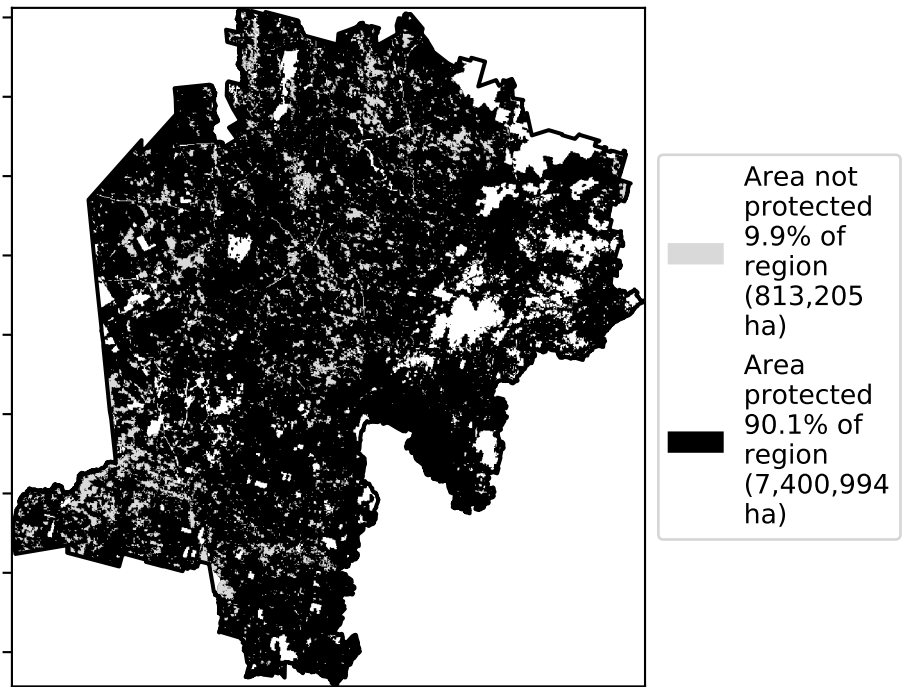 Area not
protected
9.9% of
region
(813,205
ha)
Area
protected
90.1% of
region
(7,400,994
ha)